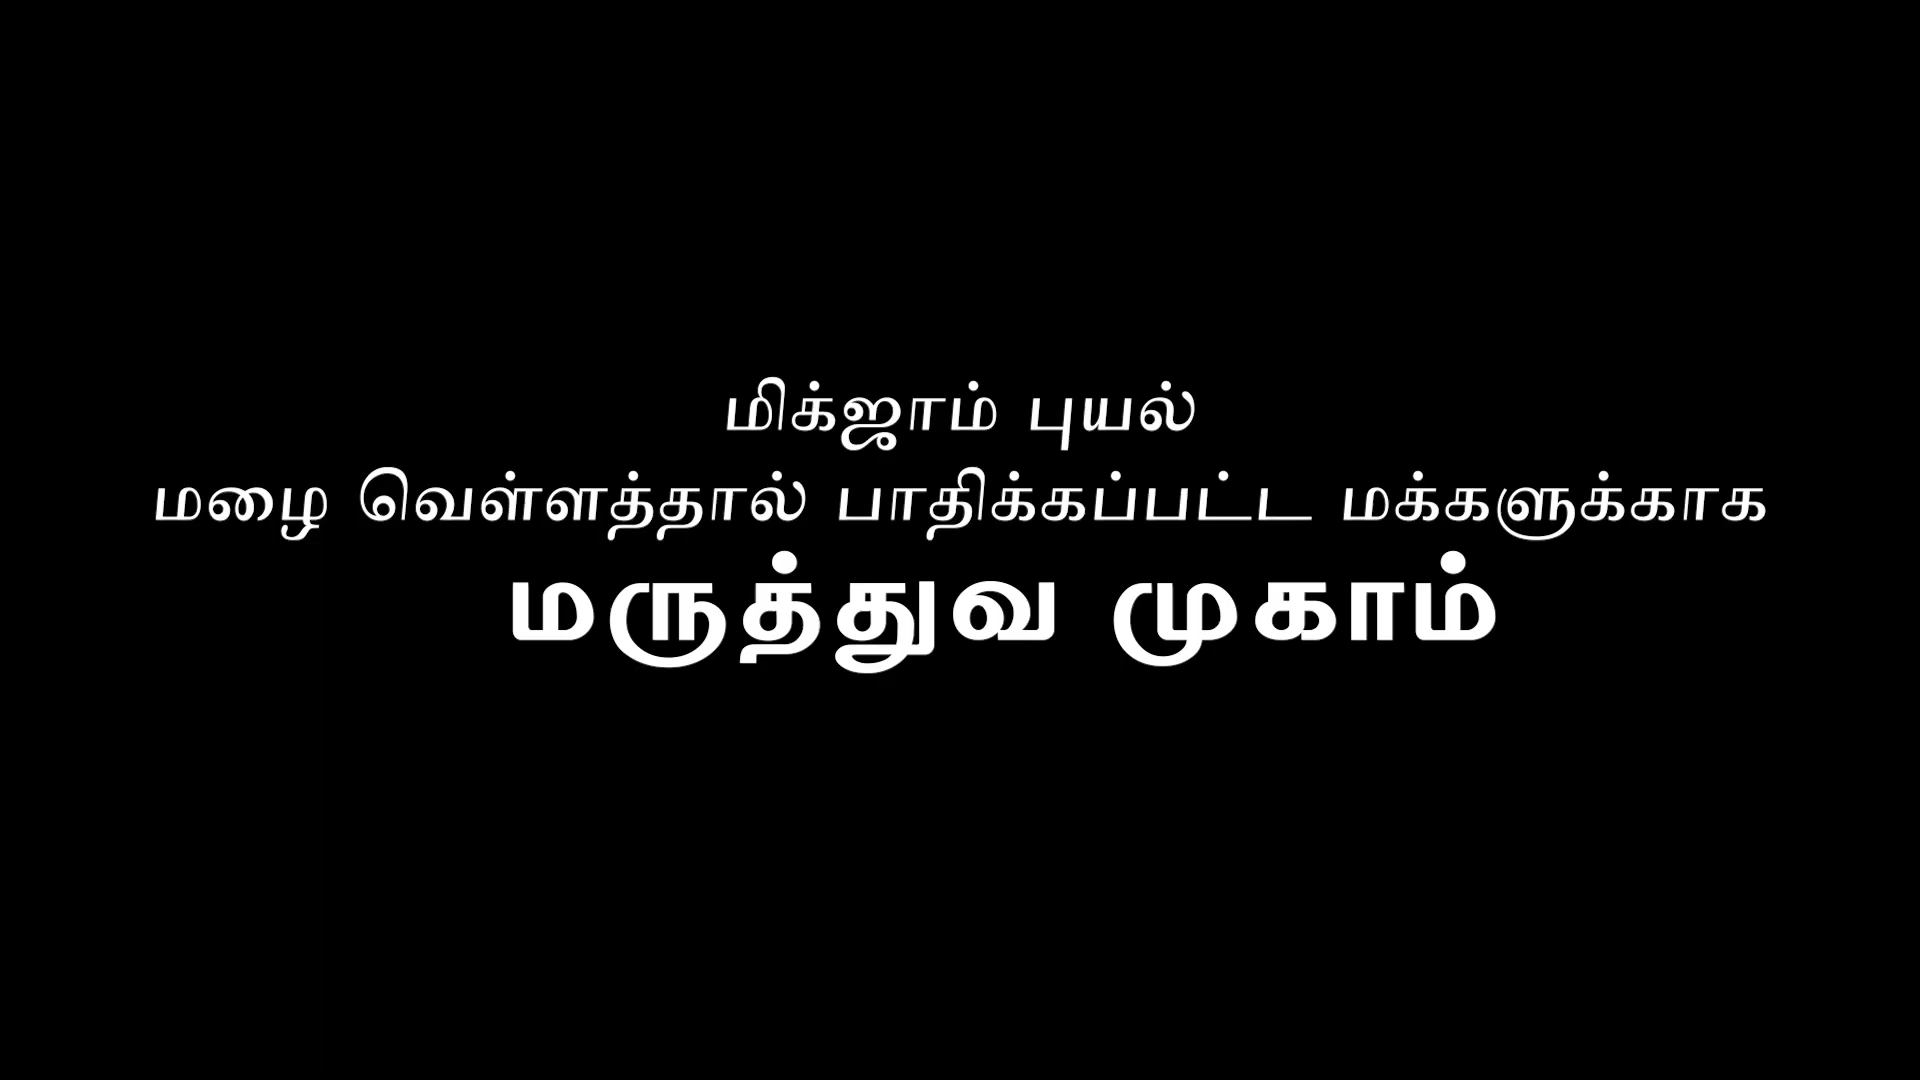 மிக்ஜாம் புயல்
மழை வெள்ளத்தால் பாதிக்கப்பட்ட மக்களுக்காக
மருத்துவ முகாம்